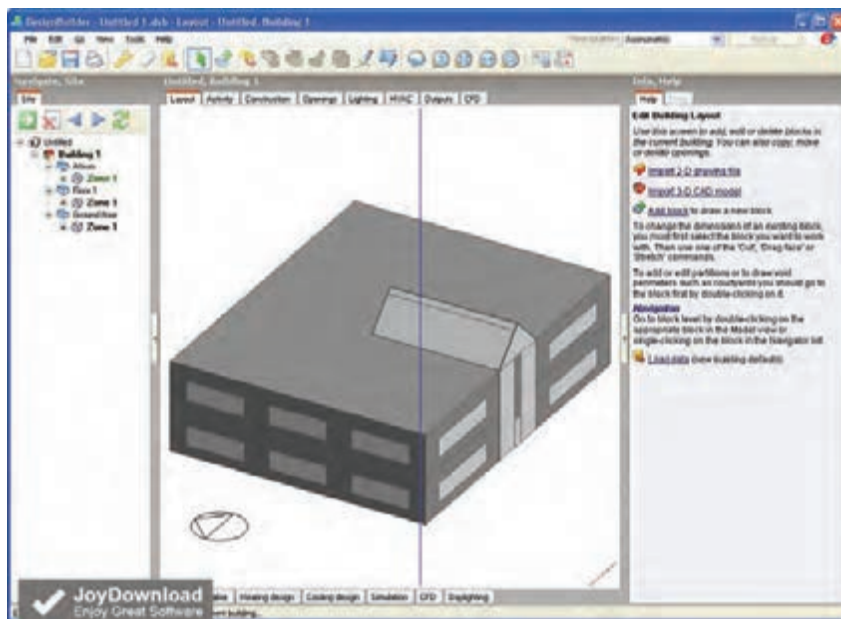 DesignBuilder - Untitled 1.dsb - Layout - Untitled, Building 1
File Edit Go View Tools Help
Axonometric
Navigate, Site
Untitled, Building 1
Info, Help
Site
Layout Activity Construction Openings Lighting HVAC Outputs CFD
Help
Untitled
Building 1
Atrium
Zone 1
Floor 1
Zone 1
Ground floor
Zone 1
Edit Building Layout
Use this screen to add, edit or delete blocks in
the current building. You can also copy, move
or delete openings.
Import 2-D drawing file
Import 3-D CAD model
Add block to draw a new block.
To change the dimensions of an existing block,
you must first select the block you want to work
with. Then use one of the 'Cut', 'Drag face' or
'Stretch' commands.
To add or edit partitions or to draw void
perimeters such as courtyards you should go to
the block first by double-clicking on it.
Navigation
Go to block level by double-clicking on the
appropriate block in the Model view or
single-clicking on the block in the Navigator list.
Load data (new building defaults)
Heating design Cooling design Simulation CFD Daylighting
JoyDownload
Enjoy Great Software
building...